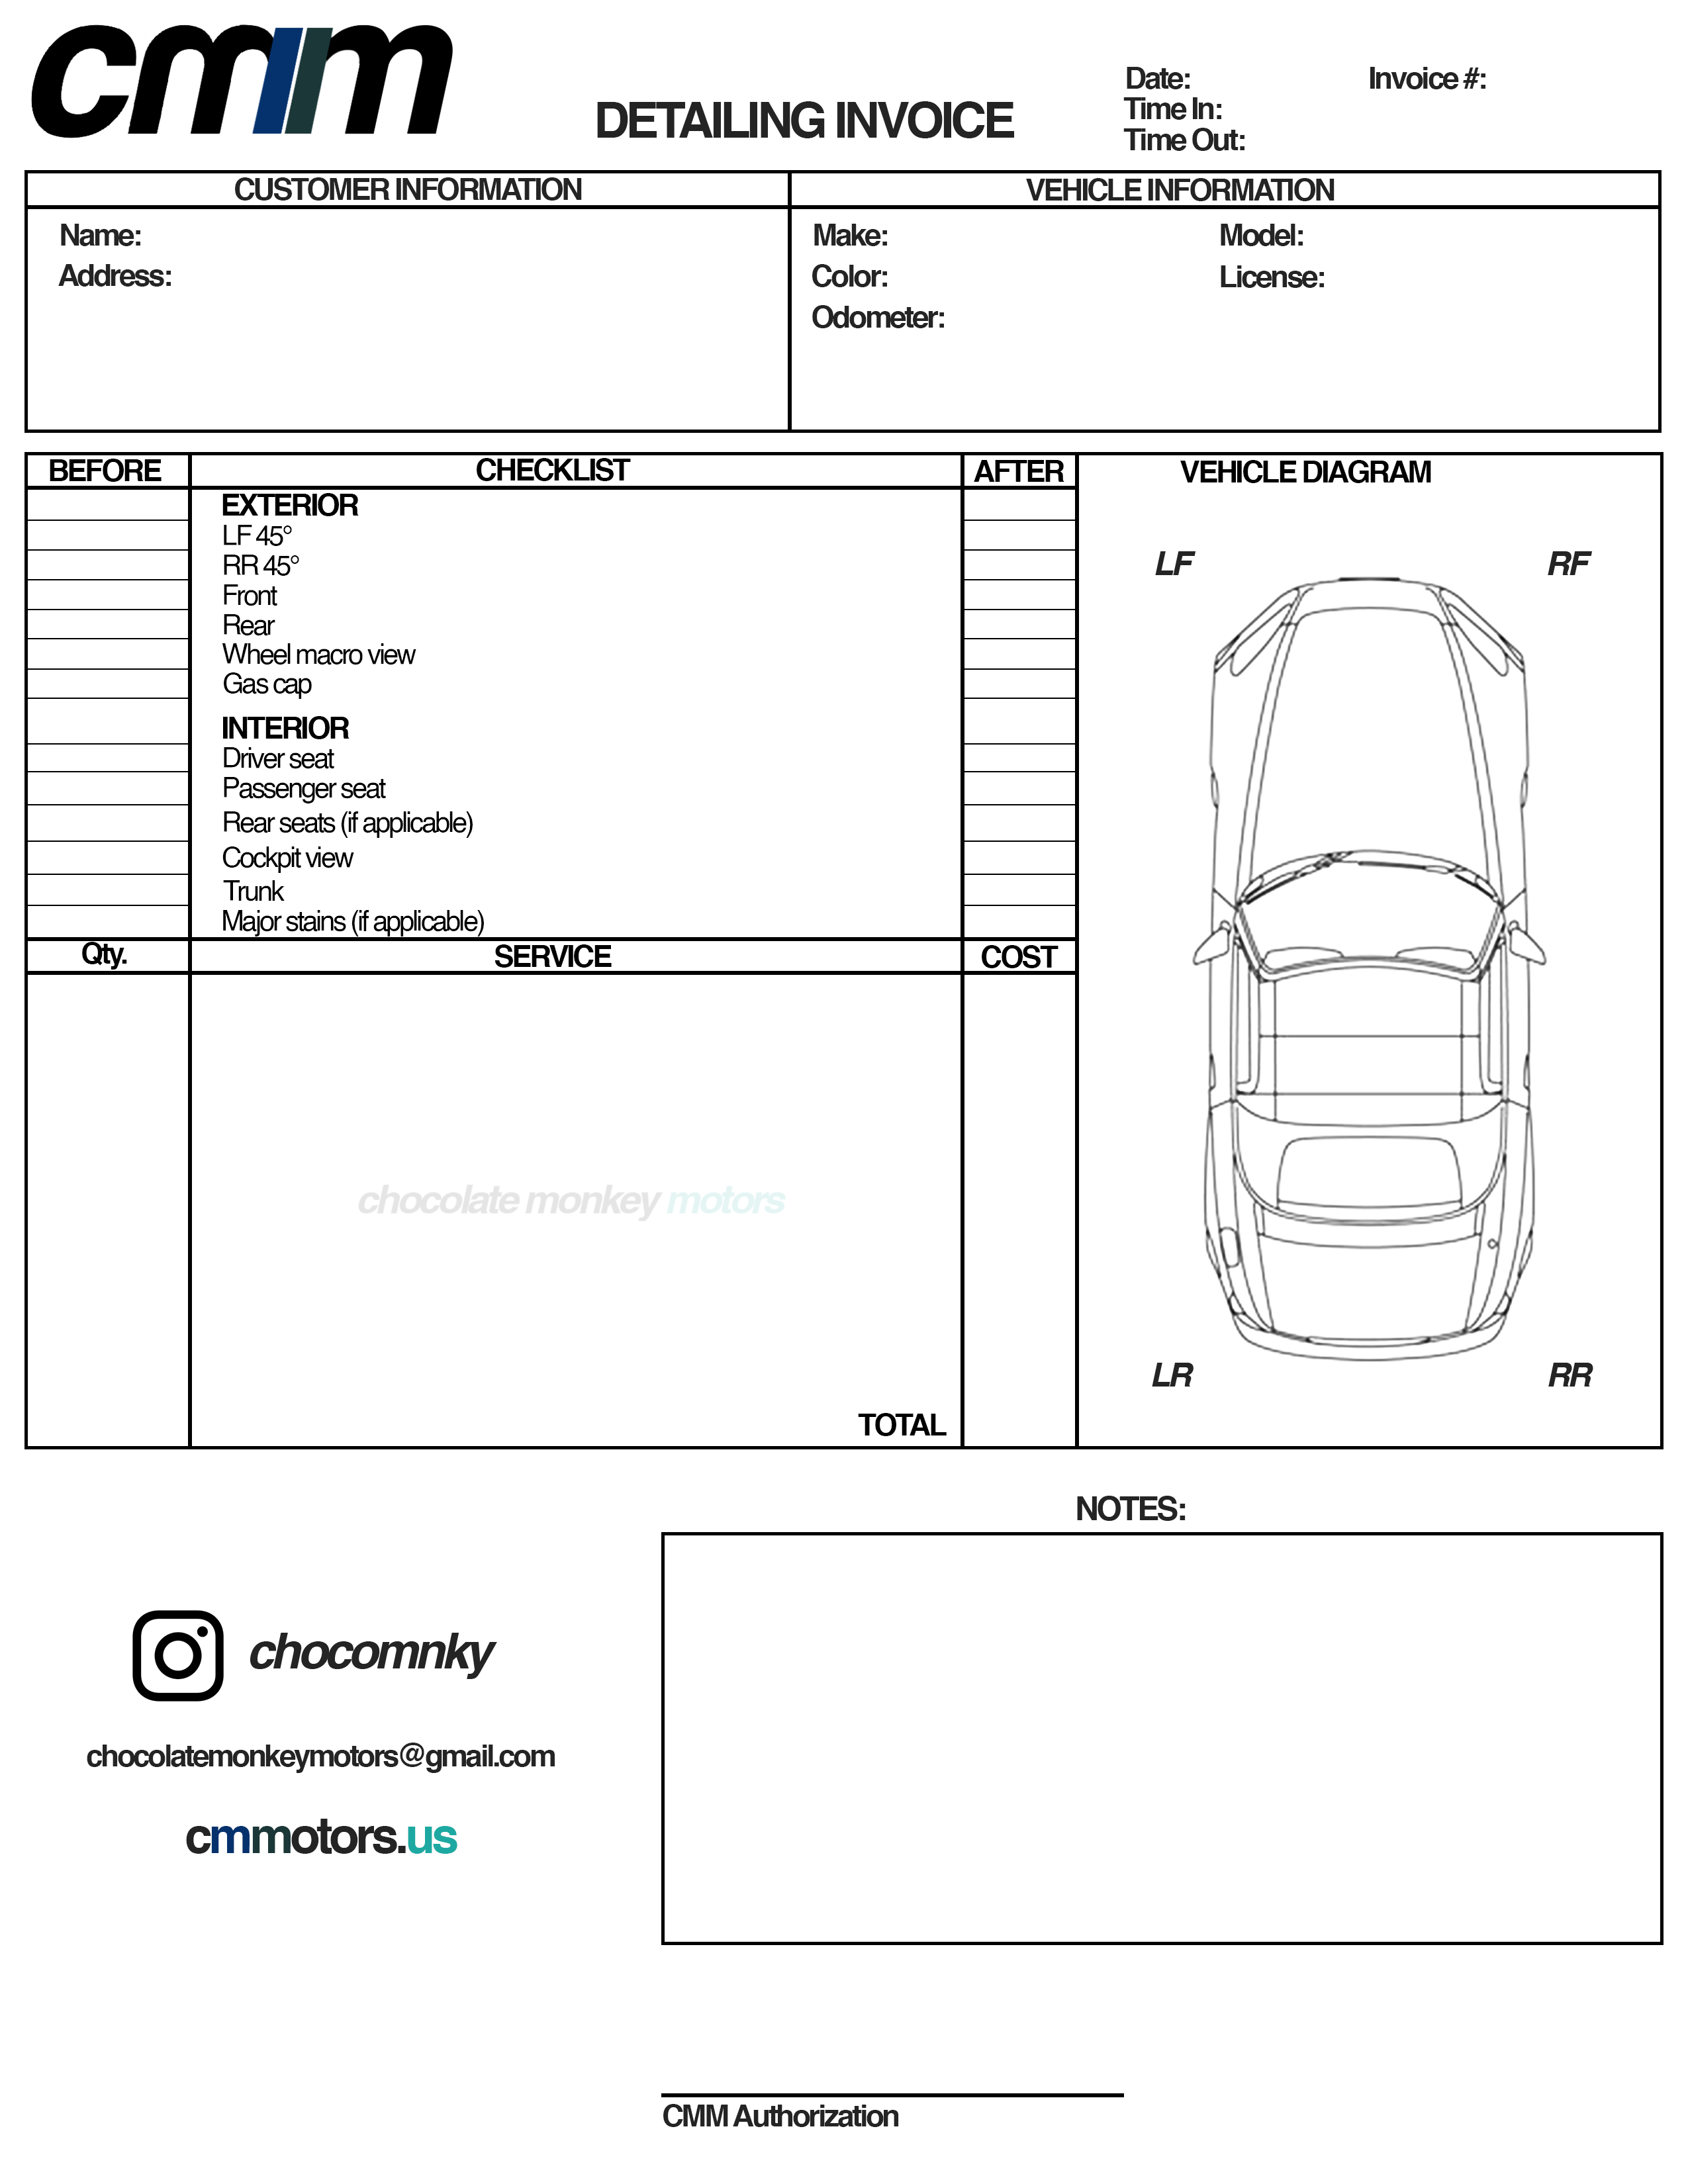 cmm
DETAILING INVOICE
Date: Invoice #:
Time In:
Time Out:
CUSTOMER INFORMATION
Name:
Address:
VEHICLE INFORMATION
Make: Model:
Color: License:
Odometer:
BEFORE CHECKLIST AFTER
EXTERIOR
LF 45°
RR 45°
Front
Rear
Wheel macro view
Gas cap
INTERIOR
Driver seat
Passenger seat
Rear seats (if applicable)
Cockpit view
Trunk
Major stains (if applicable)
Qty. SERVICE COST
chocolate monkey motors
TOTAL
VEHICLE DIAGRAM
LF RF
LR RR
NOTES:
chocomnky
chocolatemonkeymotors@gmail.com
cmmotors.us
CMM Authorization